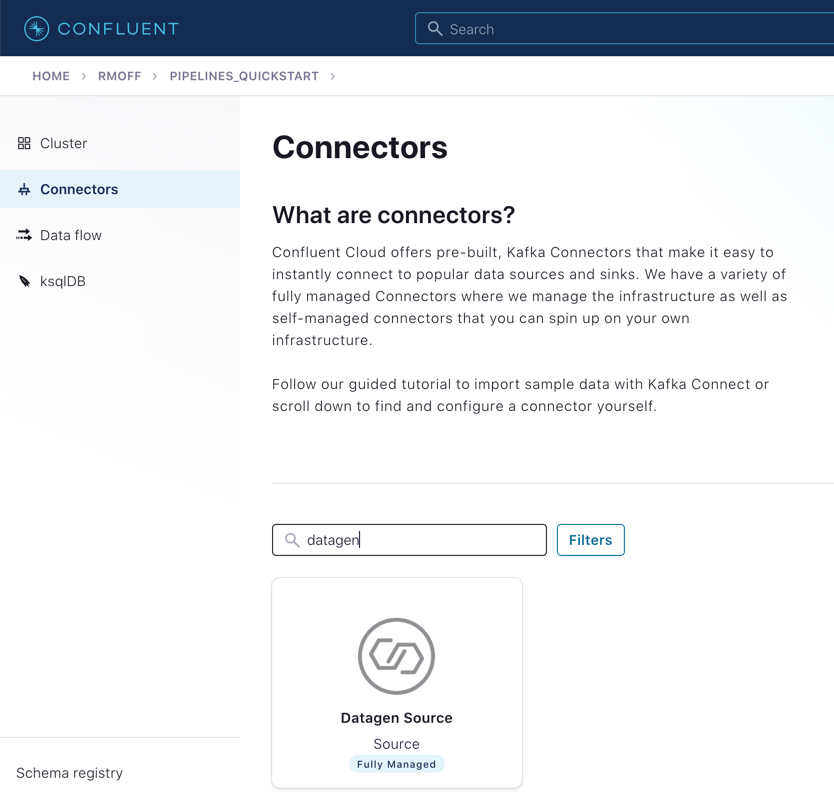 CONFLUENT
Search
HOME > RMOFF > PIPELINES_QUICKSTART >
Cluster
Connectors
Data flow
ksqlDB
Schema registry
Connectors
What are connectors?
Confluent Cloud offers pre-built, Kafka Connectors that make it easy to
instantly connect to popular data sources and sinks. We have a variety of
fully managed Connectors where we manage the infrastructure as well as
self-managed connectors that you can spin up on your own
infrastructure.
Follow our guided tutorial to import sample data with Kafka Connect or
scroll down to find and configure a connector yourself.
datagen
Filters
Datagen Source
Source
Fully Managed